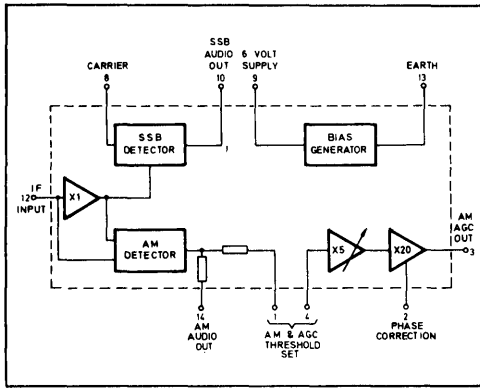 SSB
AUDIO 6 VOLT
CARRIER OUT SUPPLY EARTH
8 10 9 13
SSB
DETECTOR
BIAS
GENERATOR
IF
12
INPUT
X1
AM
DETECTOR
X5
X20
AM
AGC
OUT
3
14
AM AUDIO
OUT
1 4
AM & AGC
THRESHOLD
SET
2
PHASE
CORRECTION